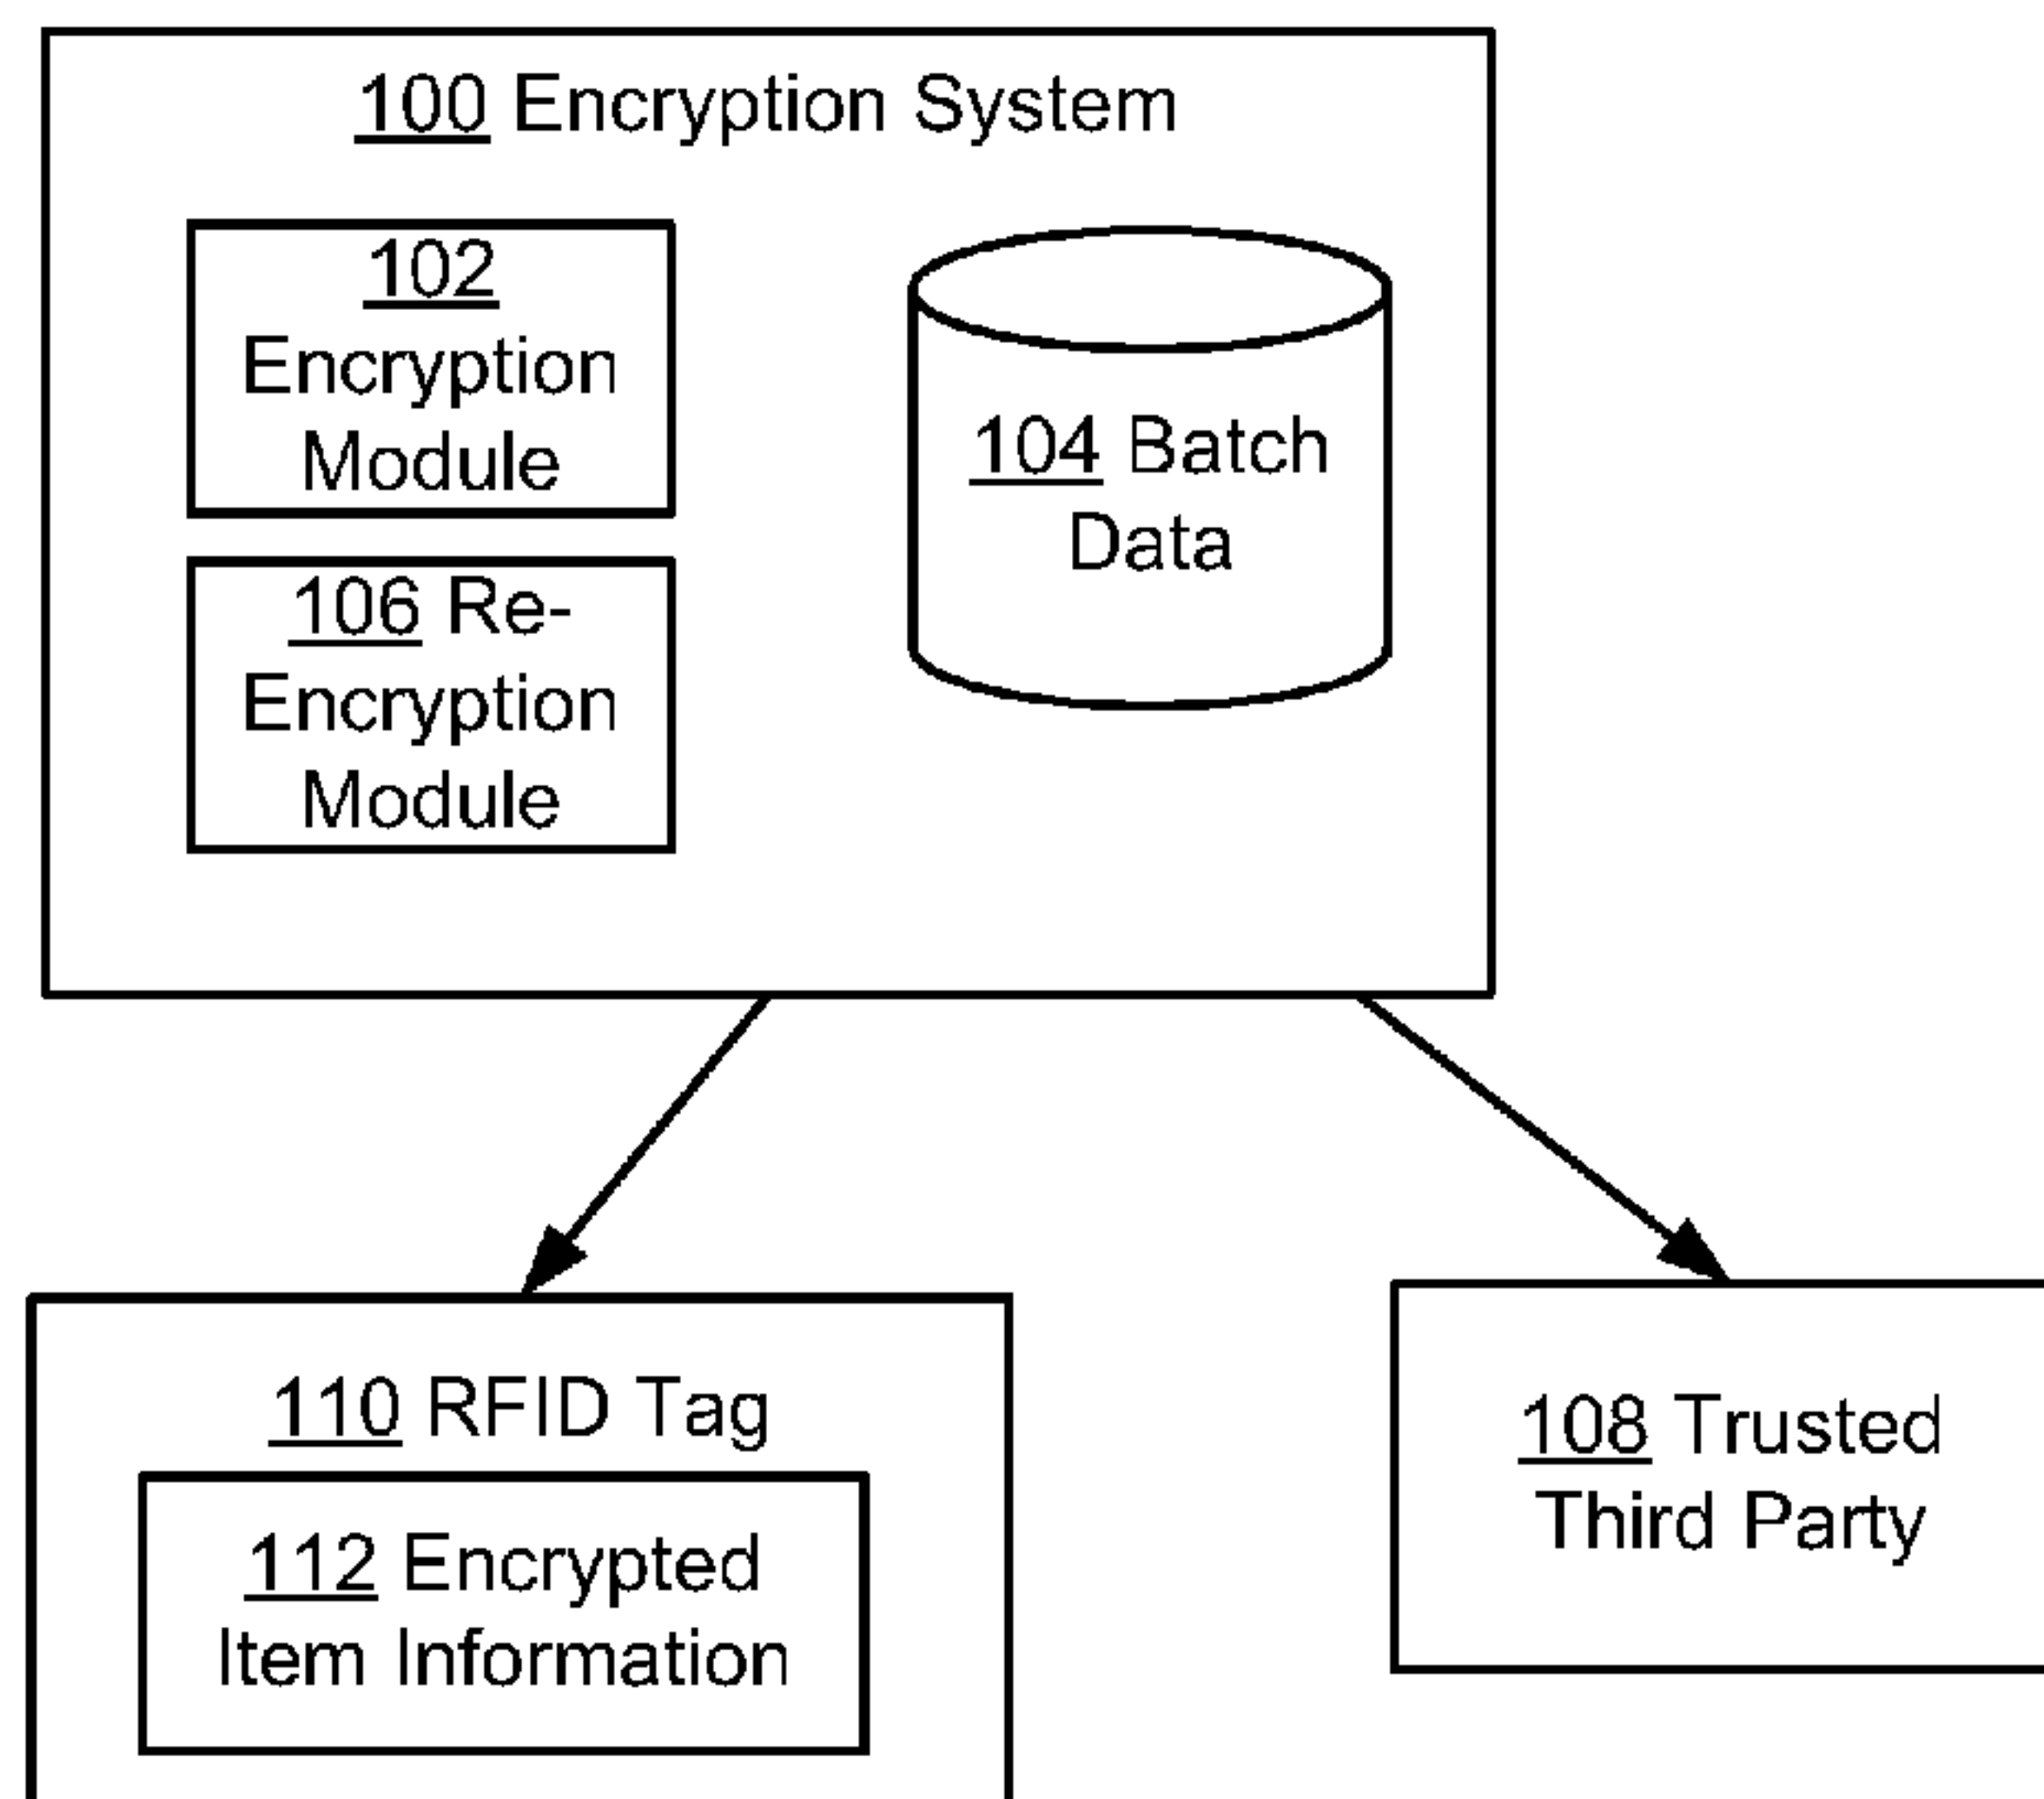 100 Encryption System
102
Encryption
Module
106 Re-
Encryption
Module
104 Batch
Data
110 RFID Tag
112 Encrypted
Item Information
108 Trusted
Third Party